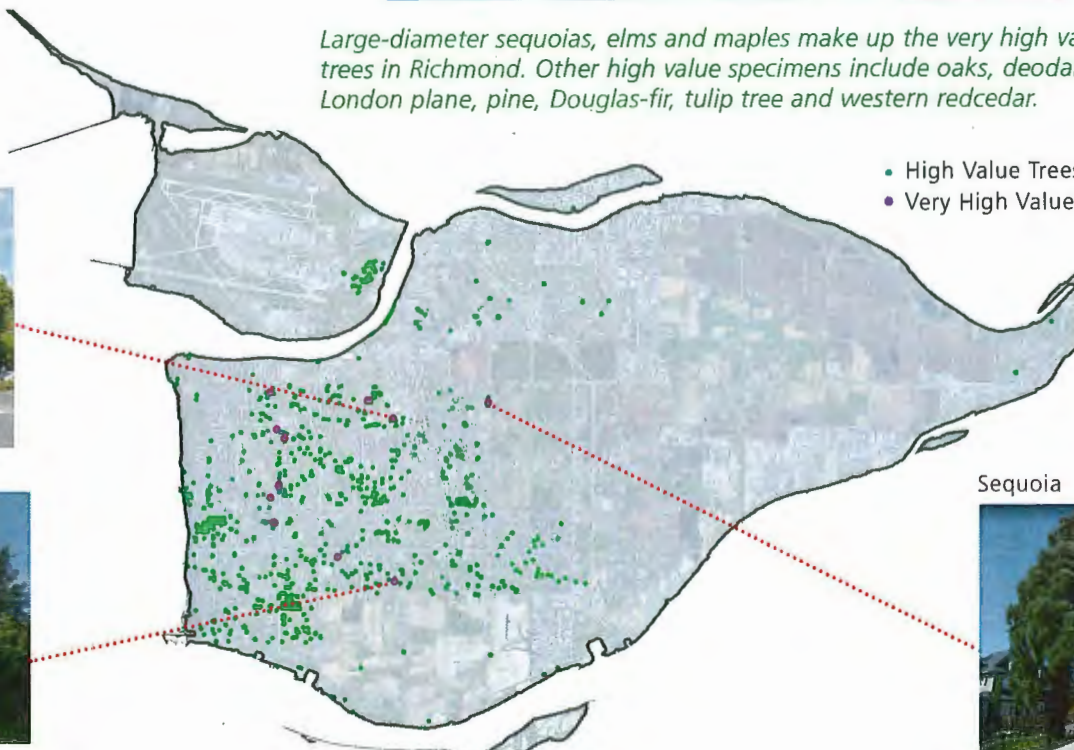 Large-diameter sequoias, elms and maples make up the very high va
trees in Richmond. Other high value specimens include oaks, deodar
London plane, pine, Douglas-fir, tulip tree and western redcedar.
High Value Trees
Very High Value
Sequoia